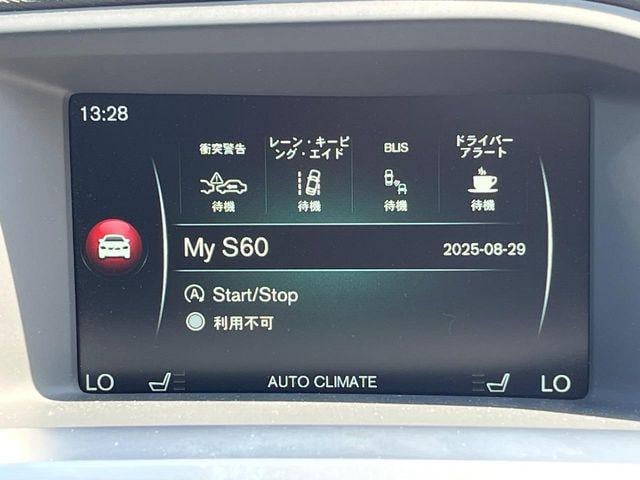 13:28
衝突警告
レーン・キーピ
ング・エイド
BLIS
ドライバー
アラート
待機
待機
待機
待機
My S60
2025-08-29
A Start/Stop
利用不可
LO
AUTO CLIMATE
LO